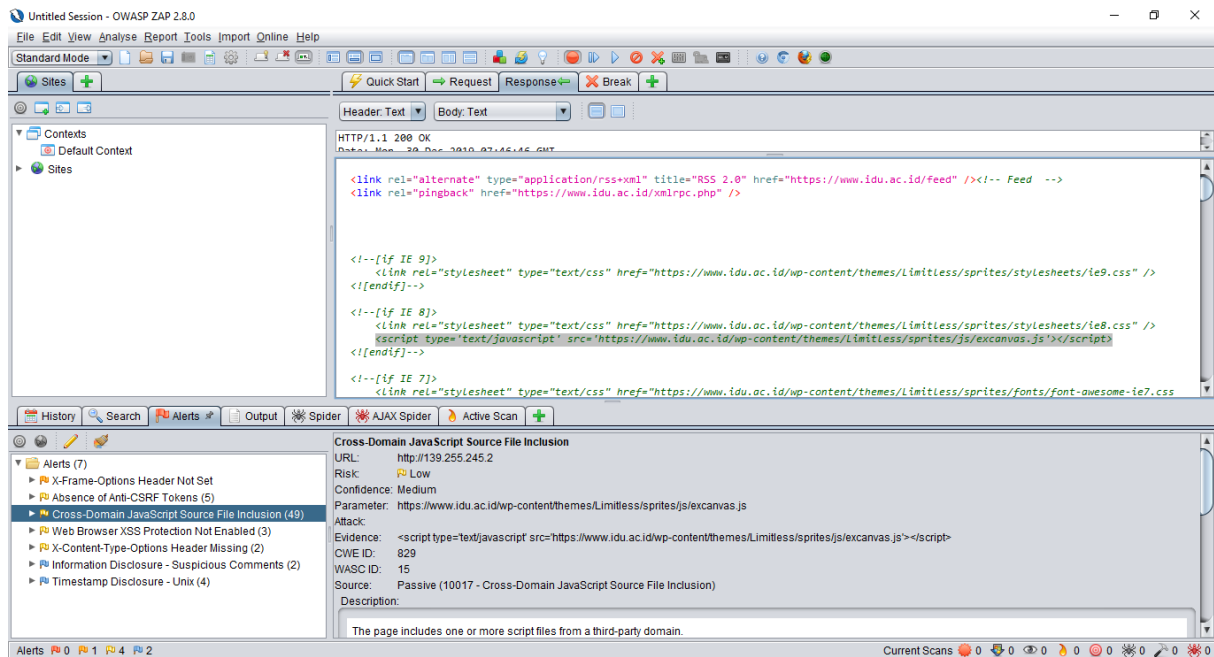 Untitled Session - OWASP ZAP 2.8.0
File Edit View Analyse Report Tools Import Online Help
Standard Mode
Sites
Quick Start Request Response Break
Header: Text Body: Text
Contexts
Default Context
Sites
HTTP/1.1 200 OK
Date: Mon, 30 Dec 2019 07:46:46 GMT
<link rel="alternate" type="application/rss+xml" title="RSS 2.0" href="https://www.idu.ac.id/feed" /><!-- Feed -->
<link rel="pingback" href="https://www.idu.ac.id/xmlrpc.php" />
<!--[if IE 9]>
<link rel="stylesheet" type="text/css" href="https://www.idu.ac.id/wp-content/themes/Limitless/sprites/stylesheets/ie9.css" />
<![endif]-->
<!--[if IE 8]>
<link rel="stylesheet" type="text/css" href="https://www.idu.ac.id/wp-content/themes/Limitless/sprites/stylesheets/ie8.css" />
<script type='text/javascript' src='https://www.idu.ac.id/wp-content/themes/Limitless/sprites/js/excanvas.js'></script>
<![endif]-->
<!--[if IE 7]>
<link rel="stylesheet" type="text/css" href="https://www.idu.ac.id/wp-content/themes/Limitless/sprites/fonts/font-awesome-ie7.css
History Search Alerts Output Spider AJAX Spider Active Scan
Alerts (7)
X-Frame-Options Header Not Set
Absence of Anti-CSRF Tokens (5)
Cross-Domain JavaScript Source File Inclusion (49)
Web Browser XSS Protection Not Enabled (3)
X-Content-Type-Options Header Missing (2)
Information Disclosure - Suspicious Comments (2)
Timestamp Disclosure - Unix (4)
Cross-Domain JavaScript Source File Inclusion
URL: http://139.255.245.2
Risk: Low
Confidence: Medium
Parameter: https://www.idu.ac.id/wp-content/themes/Limitless/sprites/js/excanvas.js
Attack:
Evidence: <script type='text/javascript' src='https://www.idu.ac.id/wp-content/themes/Limitless/sprites/js/excanvas.js'></script>
CWE ID: 829
WASC ID: 15
Source: Passive (10017 - Cross-Domain JavaScript Source File Inclusion)
Description:
The page includes one or more script files from a third-party domain.
Alerts 0 1 4 2
Current Scans 0 0 0 0 0 0 0 0